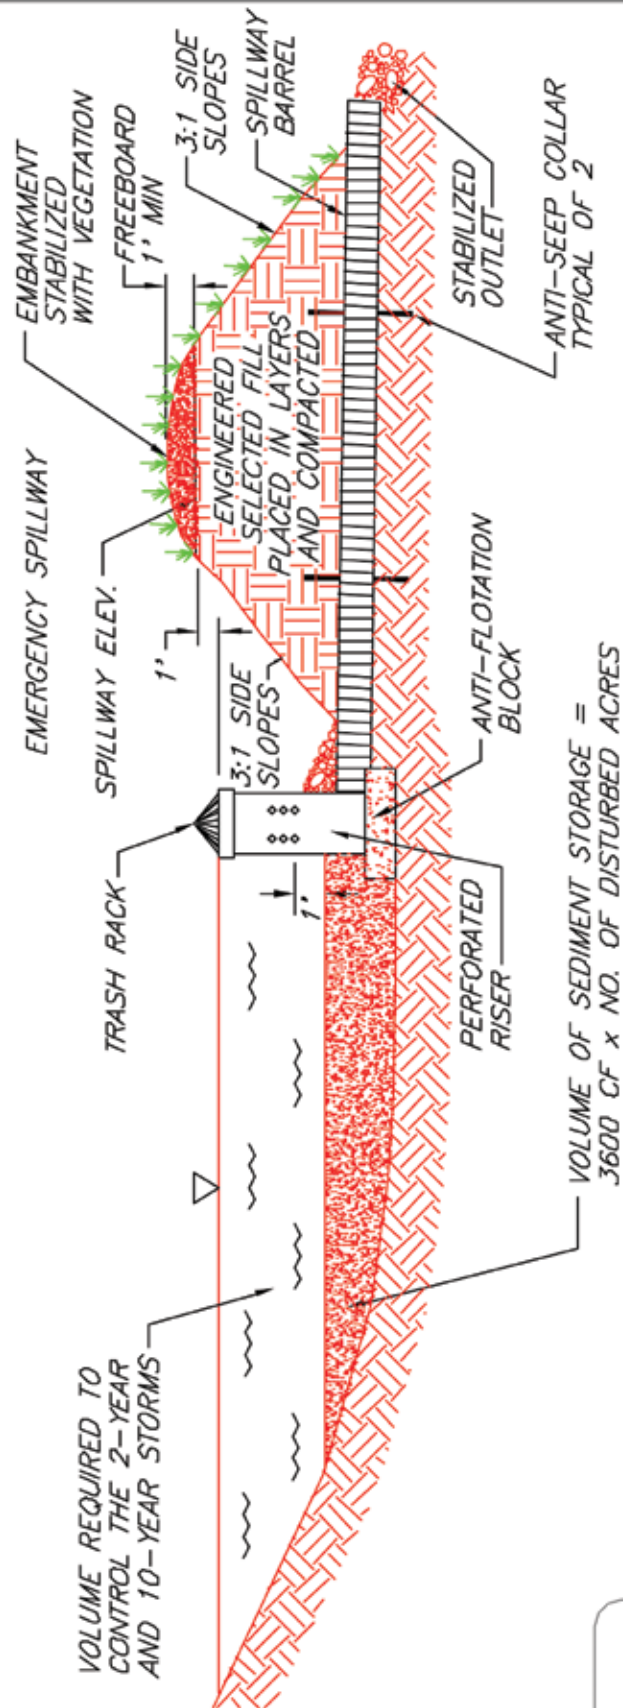 VOLUME REQUIRED TO
CONTROL THE 2-YEAR
AND 10-YEAR STORMS
TRASH RACK
EMERGENCY SPILLWAY
SPILLWAY ELEV.
1'
3:1 SIDE
SLOPES
EMBANKMENT
STABILIZED
WITH VEGETATION
FREEBOARD
1' MIN
3:1 SIDE
SLOPES
SPILLWAY
BARREL
ENGINEERED
SELECTED FILL
PLACED IN LAYERS
AND COMPACTED
1'
PERFORATED
RISER
ANTI-FLOTATION
BLOCK
STABILIZED
OUTLET
ANTI-SEEP COLLAR
TYPICAL OF 2
VOLUME OF SEDIMENT STORAGE =
3600 CF x NO. OF DISTURBED ACRES